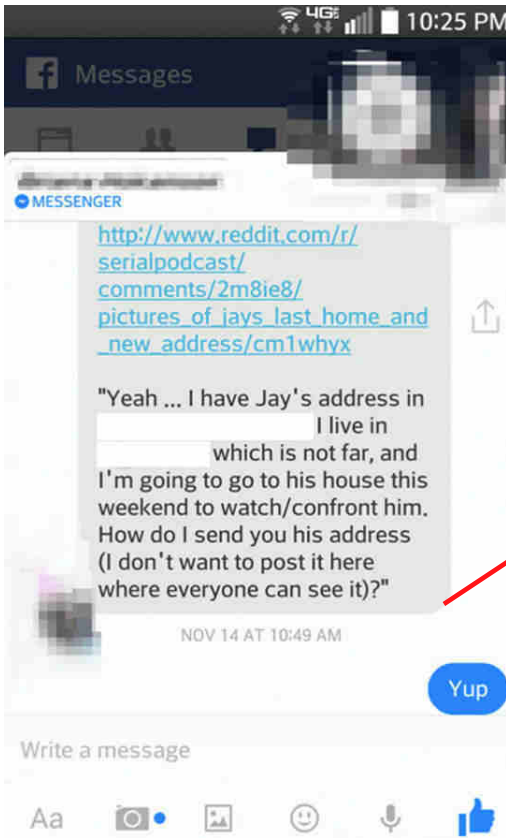 4G
10:25 PM
f Messages
MESSENGER
http://www.reddit.com/r/
serialpodcast/
comments/2m8ie8/
pictures_of_jays_last_home_and
_new_address/cm1whyx
"Yeah ... I have Jay's address in
I live in
which is not far, and
I'm going to go to his house this
weekend to watch/confront him.
How do I send you his address
(I don't want to post it here
where everyone can see it)?"
NOV 14 AT 10:49 AM
Yup
Write a message
Aa